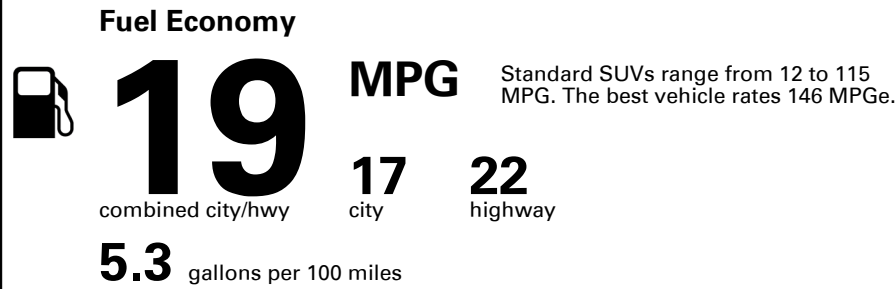 Fuel Economy
19 MPG
Standard SUVs range from 12 to 115
MPG. The best vehicle rates 146 MPGe.
combined city/hwy
17 city
22 highway
5.3 gallons per 100 miles